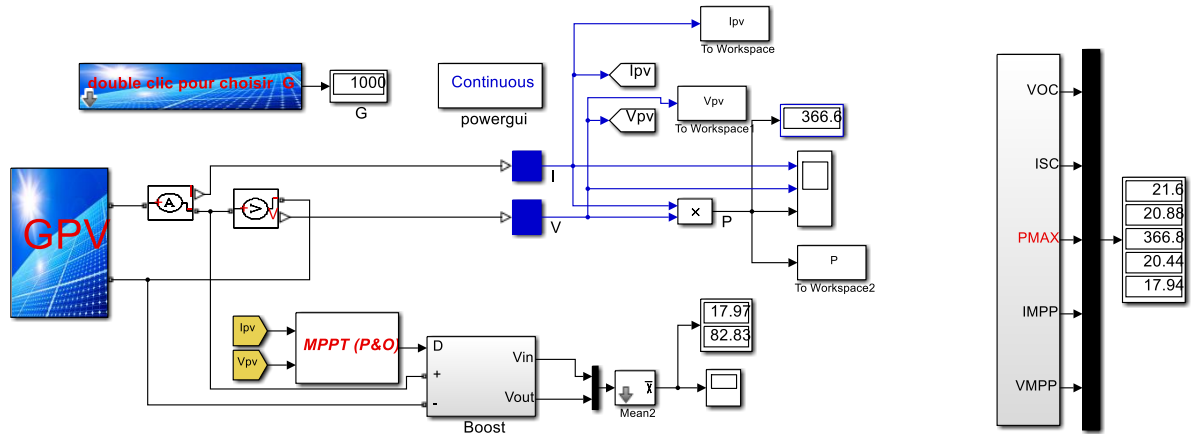 Ipv
To Workspace
double clic pour choisir G
1000
G
Continuous
powergui
Ipv
Vpv
Vpv
To Workspace1
366.6
GPV
A
I
V
V
I
V
×
P
P
To Workspace2
Ipv
Vpv
MPPT (P&O)
D
+
-
Vin
Vout
Boost
x
Mean2
17.97
82.83
VOC
ISC
PMAX
IMPP
VMPP
21.6
20.88
366.8
20.44
17.94